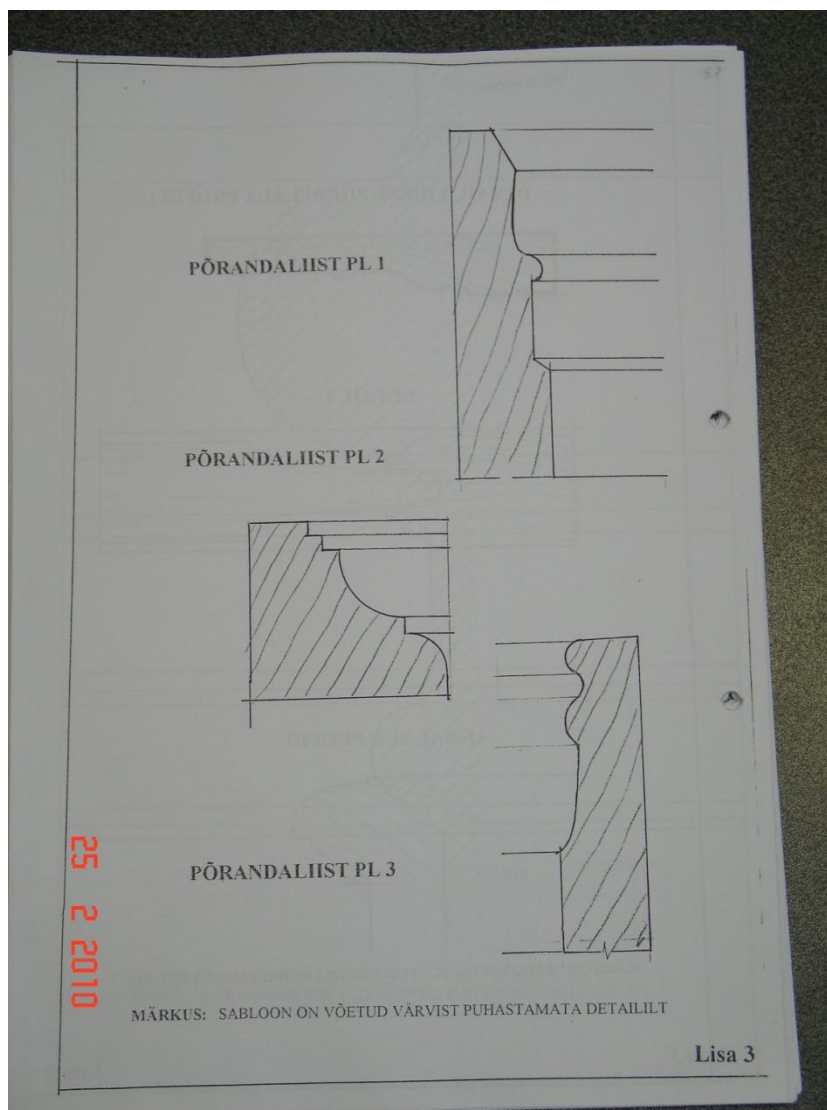 57
PÕRANDALIIST PL 1
PÕRANDALIIST PL 2
PÕRANDALIIST PL 3
25 2 2010
MÄRKUS: SABLOON ON VÕETUD VÄRVIST PUHASTAMATA DETAILILT
Lisa 3